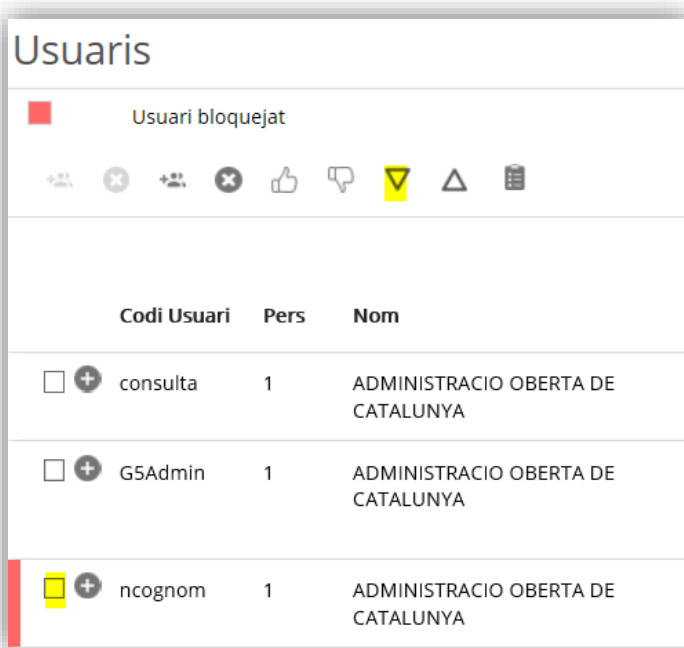 Usuaris
Usuari bloquejat
Codi Usuari Pers Nom
consulta 1 ADMINISTRACIO OBERTA DE
CATALUNYA
G5Admin 1 ADMINISTRACIO OBERTA DE
CATALUNYA
ncognom 1 ADMINISTRACIO OBERTA DE
CATALUNYA